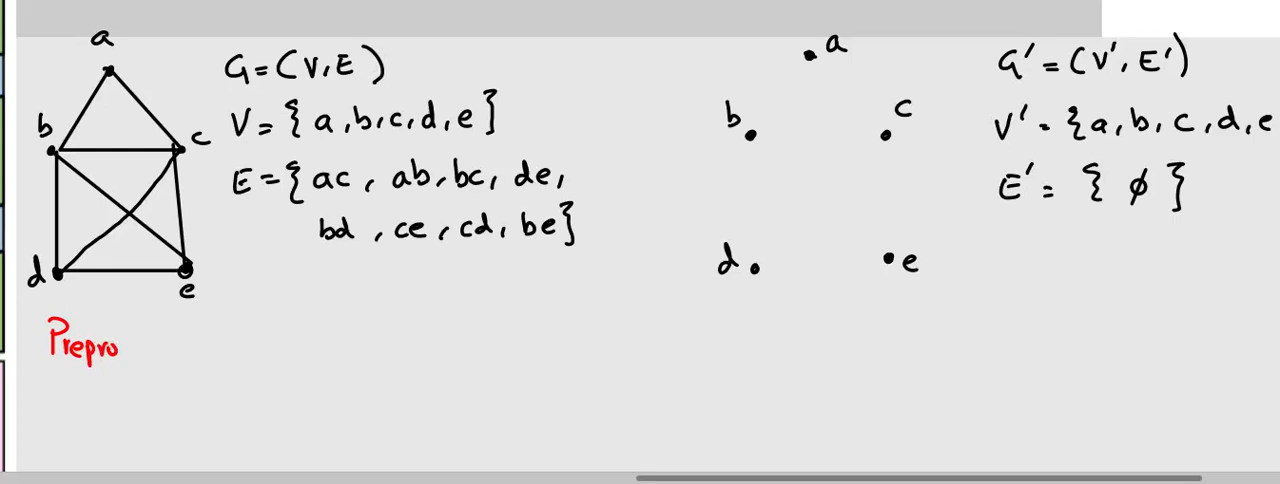 a
G=(V,E)
b
c
V={a,b,c,d,e}
E={ac, ab, bc, de,
bd, ce, cd, be}
d
e
Prepro
a
b
c
d
e
G'=(V',E')
V'={a,b,c,d,e
E'={ϕ}